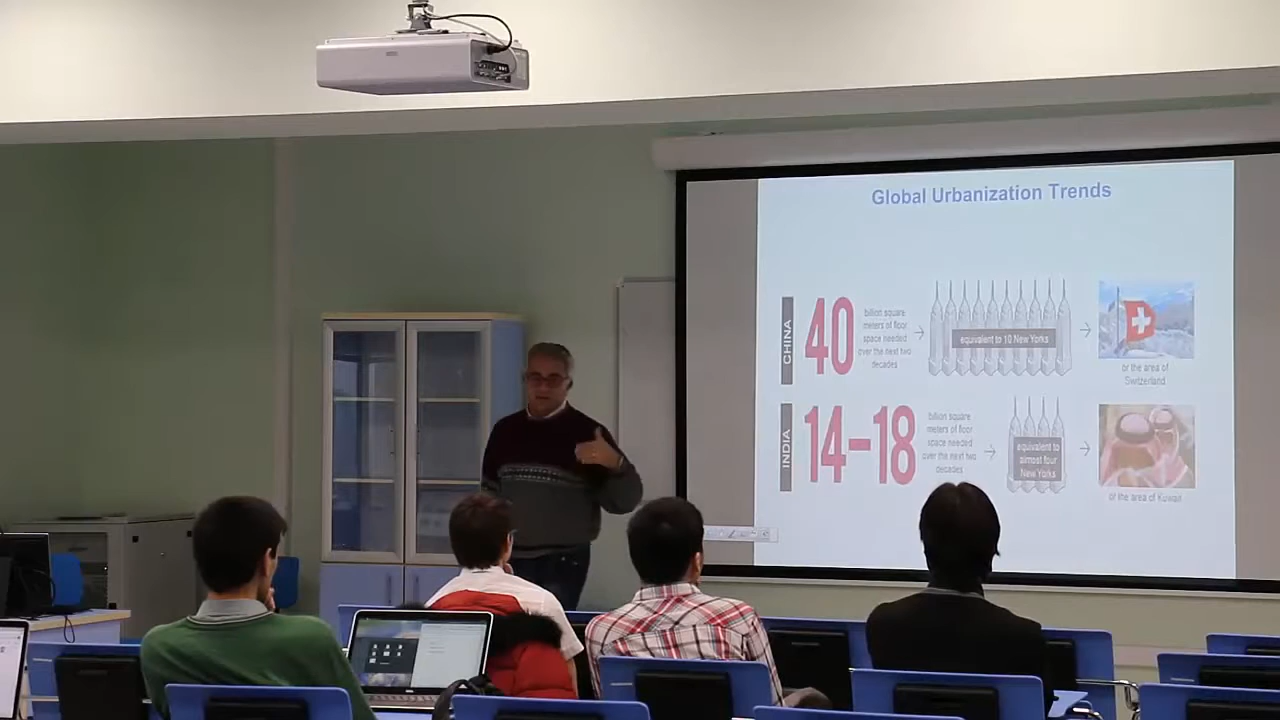 Global Urbanization Trends
CHINA
40
billion square
meters of floor
space needed
over the next two
decades
equivalent to 10 New Yorks
or the area of
Switzerland
INDIA
14-18
billion square
meters of floor
space needed
over the next two
decades
equivalent to
almost four
New Yorks
or the area of Kuwait